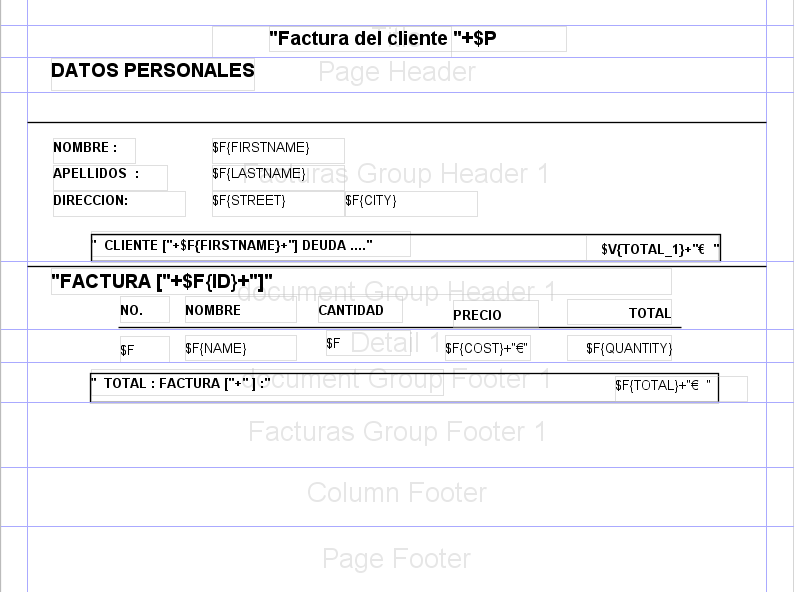 "Factura del cliente "+$P
DATOS PERSONALES
Page Header
NOMBRE :
$F{FIRSTNAME}
APELLIDOS :
$F{LASTNAME}
Facturas Group Header 1
DIRECCION:
$F{STREET}
$F{CITY}
" CLIENTE ["+$F{FIRSTNAME}+"] DEUDA ...."
$V{TOTAL_1}+"€ "
"FACTURA ["+$F{ID}+"]"
document Group Header 1
NO.
NOMBRE
CANTIDAD
PRECIO
TOTAL
$F
$F{NAME}
$F
Detail 1
$F{COST}+"€"
$F{QUANTITY}
" TOTAL : FACTURA ["+" ] :"
document Group Footer 1
$F{TOTAL}+"€ "
Facturas Group Footer 1
Column Footer
Page Footer